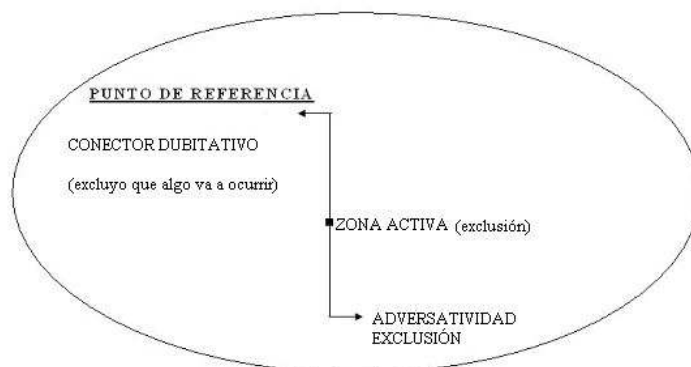 PUNTO DE REFERENCIA
CONECTOR DUBITATIVO
(excluyo que algo va a ocurrir)
ZONA ACTIVA (exclusión)
ADVERSATIVIDAD
EXCLUSIÓN